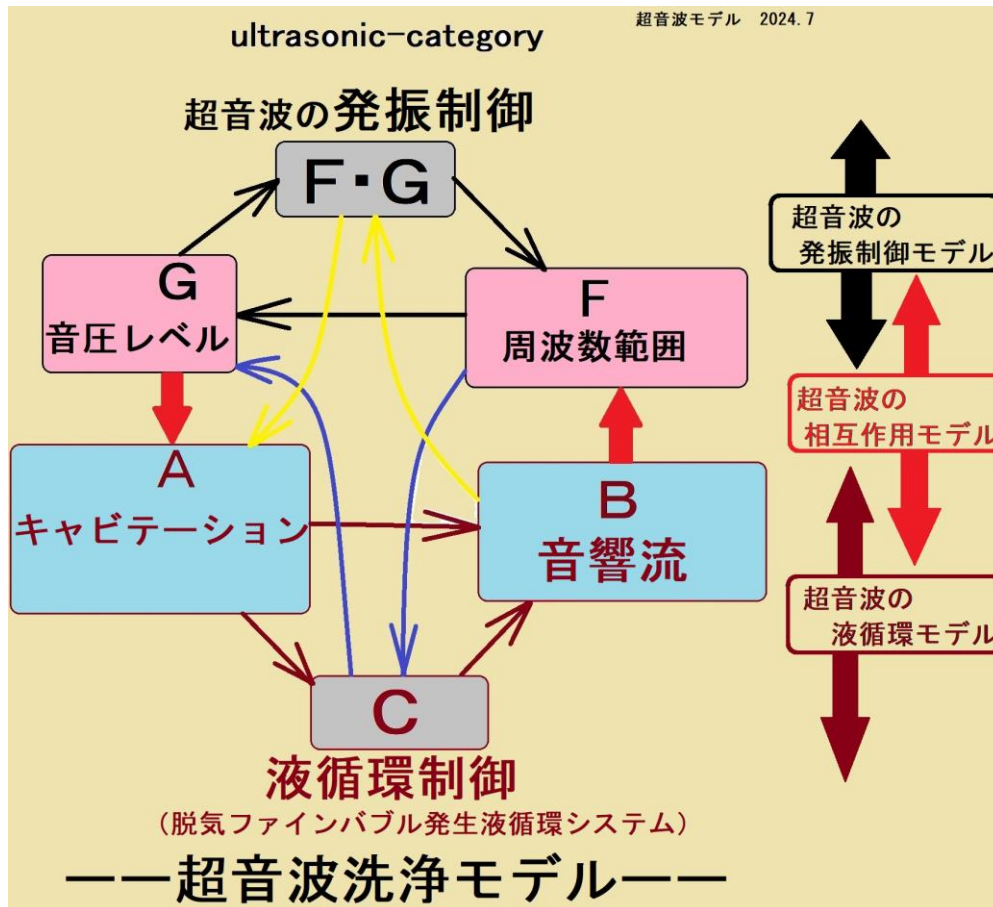 超音波モデル　2024.7
ultrasonic-category
超音波の発振制御
F・G
G
音圧レベル
F
周波数範囲
A
キャビテーション
B
音響流
C
液循環制御
（脱気ファインバブル発生液循環システム）
ーー超音波洗浄モデルーー
超音波の
発振制御モデル
超音波の
相互作用モデル
超音波の
液循環モデル